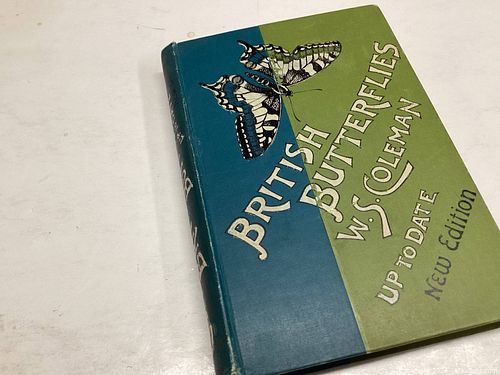 BRITISH
BUTTERFLIES
W. S. COLEMAN
UP TO DATE
NEW Edition